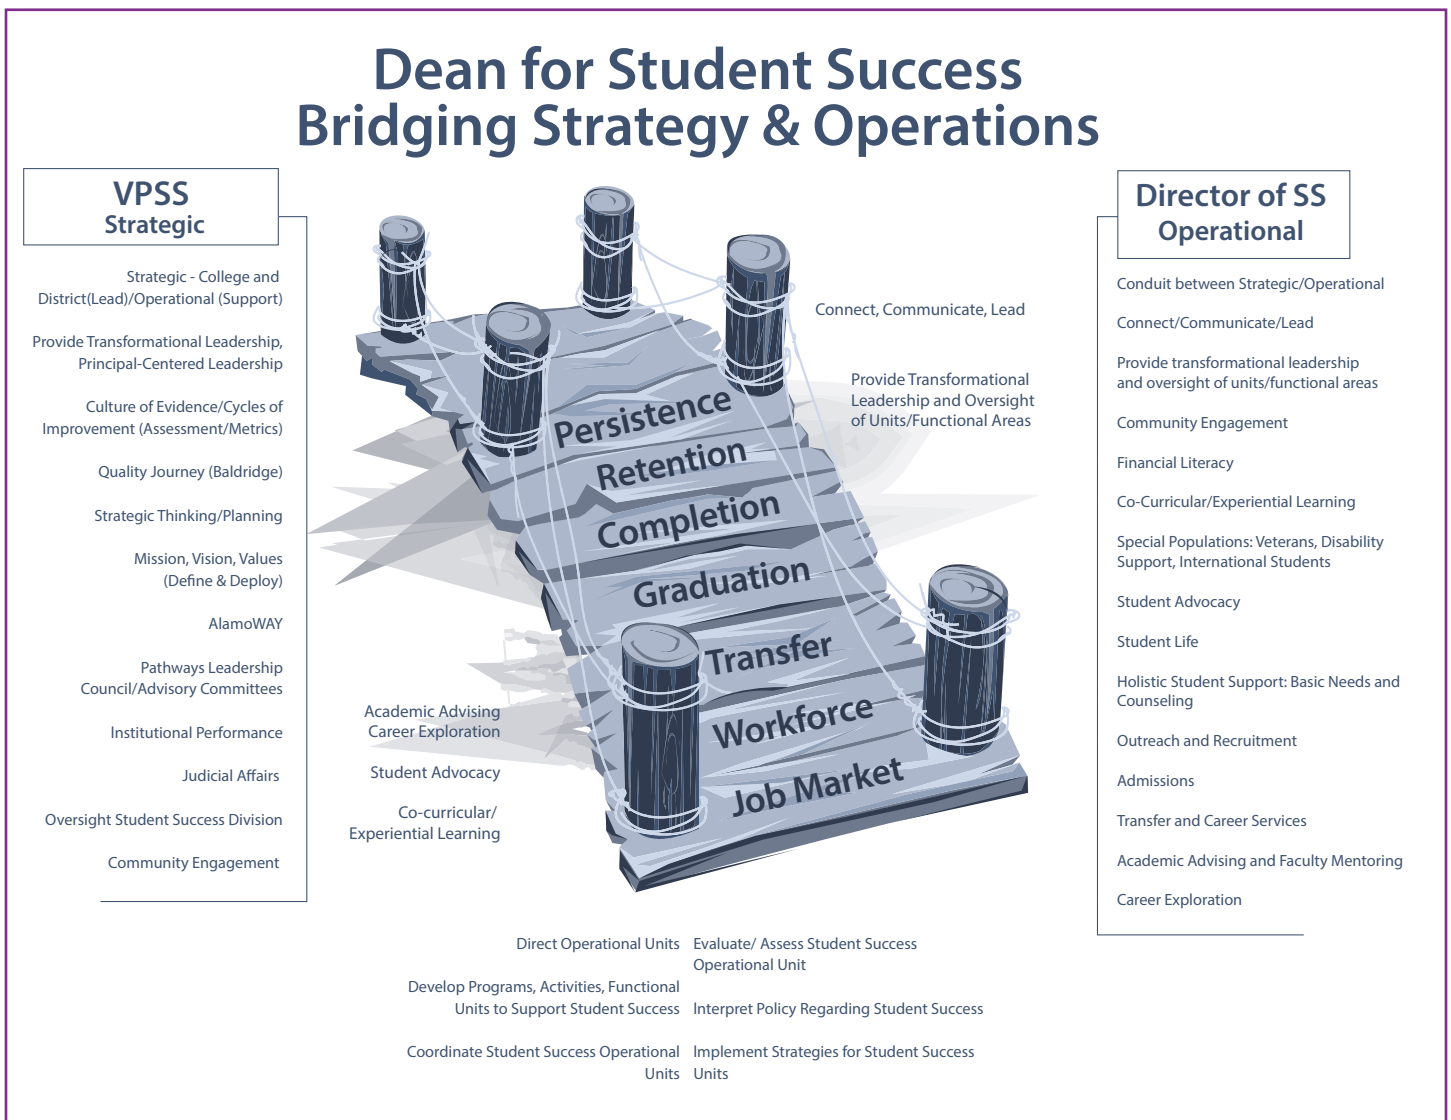 Dean for Student Success
Bridging Strategy & Operations
VPSS
Strategic
Strategic - College and
District(Lead)/Operational (Support)
Provide Transformational Leadership,
Principal-Centered Leadership
Culture of Evidence/Cycles of
Improvement (Assessment/Metrics)
Quality Journey (Baldridge)
Strategic Thinking/Planning
Mission, Vision, Values
(Define & Deploy)
AlamoWAY
Pathways Leadership
Council/Advisory Committees
Institutional Performance
Judicial Affairs
Oversight Student Success Division
Community Engagement
Connect, Communicate, Lead
Provide Transformational
Leadership and Oversight
of Units/Functional Areas
Persistence
Retention
Completion
Graduation
Transfer
Workforce
Job Market
Academic Advising
Career Exploration
Student Advocacy
Co-curricular/
Experiential Learning
Direct Operational Units
Develop Programs, Activities, Functional
Units to Support Student Success
Coordinate Student Success Operational
Units
Evaluate/ Assess Student Success
Operational Unit
Interpret Policy Regarding Student Success
Implement Strategies for Student Success
Units
Director of SS
Operational
Conduit between Strategic/Operational
Connect/Communicate/Lead
Provide transformational leadership
and oversight of units/functional areas
Community Engagement
Financial Literacy
Co-Curricular/Experiential Learning
Special Populations: Veterans, Disability
Support, International Students
Student Advocacy
Student Life
Holistic Student Support: Basic Needs and
Counseling
Outreach and Recruitment
Admissions
Transfer and Career Services
Academic Advising and Faculty Mentoring
Career Exploration